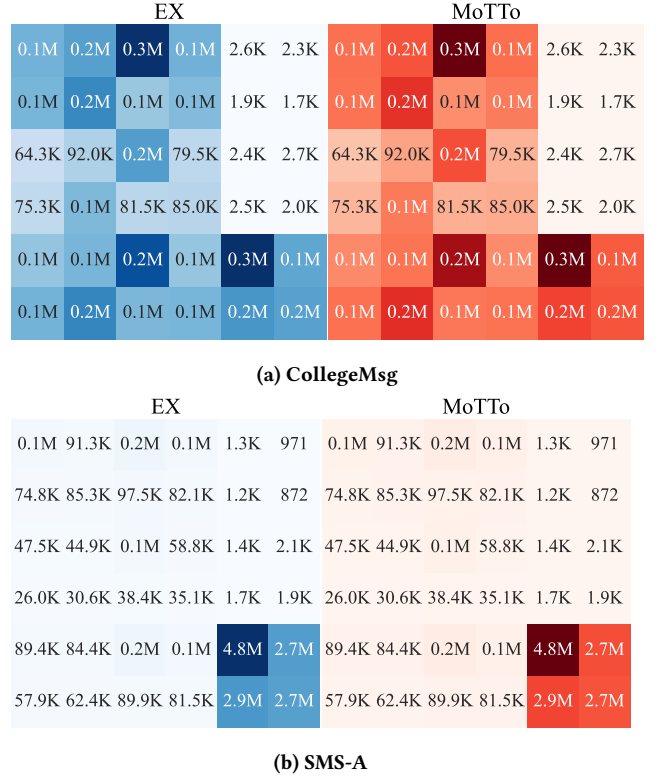 EX MoTTo
0.1M 0.2M 0.3M 0.1M 2.6K 2.3K 0.1M 0.2M 0.3M 0.1M 2.6K 2.3K
0.1M 0.2M 0.1M 0.1M 1.9K 1.7K 0.1M 0.2M 0.1M 0.1M 1.9K 1.7K
64.3K 92.0K 0.2M 79.5K 2.4K 2.7K 64.3K 92.0K 0.2M 79.5K 2.4K 2.7K
75.3K 0.1M 81.5K 85.0K 2.5K 2.0K 75.3K 0.1M 81.5K 85.0K 2.5K 2.0K
0.1M 0.1M 0.2M 0.1M 0.3M 0.1M 0.1M 0.1M 0.2M 0.1M 0.3M 0.1M
0.1M 0.2M 0.1M 0.1M 0.2M 0.2M 0.1M 0.2M 0.1M 0.1M 0.2M 0.2M
(a) CollegeMsg
EX MoTTo
0.1M 91.3K 0.2M 0.1M 1.3K 971 0.1M 91.3K 0.2M 0.1M 1.3K 971
74.8K 85.3K 97.5K 82.1K 1.2K 872 74.8K 85.3K 97.5K 82.1K 1.2K 872
47.5K 44.9K 0.1M 58.8K 1.4K 2.1K 47.5K 44.9K 0.1M 58.8K 1.4K 2.1K
26.0K 30.6K 38.4K 35.1K 1.7K 1.9K 26.0K 30.6K 38.4K 35.1K 1.7K 1.9K
89.4K 84.4K 0.2M 0.1M 4.8M 2.7M 89.4K 84.4K 0.2M 0.1M 4.8M 2.7M
57.9K 62.4K 89.9K 81.5K 2.9M 2.7M 57.9K 62.4K 89.9K 81.5K 2.9M 2.7M
(b) SMS-A